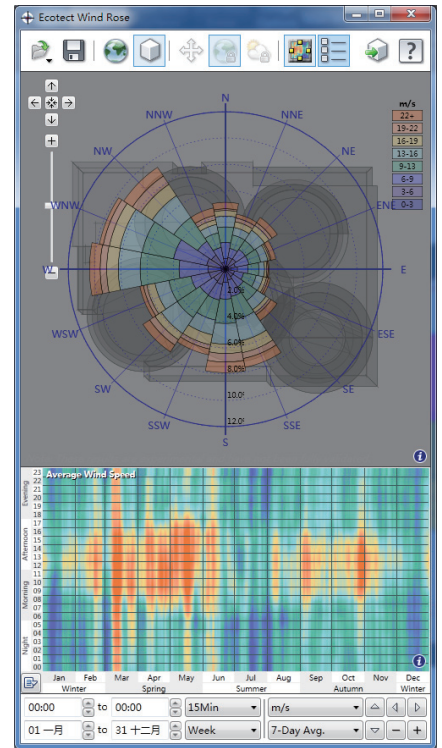 Ecotect Wind Rose
N
NNW
NNE
m/s
22+
19-22
16-19
13-16
9-13
6-9
3-6
0-3
NW
NE
WNW
ENE
W
E
2.0%
4.0%
6.0%
8.0%
12.0%
WSW
ESE
SW
SE
SSW
SSE
S
Average Wind Speed
Evening
Afternoon
Morning
Night
23
22
21
20
19
18
17
16
15
14
13
12
11
10
09
08
07
06
05
04
03
02
01
00
Jan Feb Mar Apr May Jun Jul Aug Sep Oct Nov Dec
Winter Spring Summer Autumn Winter
00:00 to 00:00 15Min m/s
01 一月 to 31 十二月 Week 7-Day Avg.